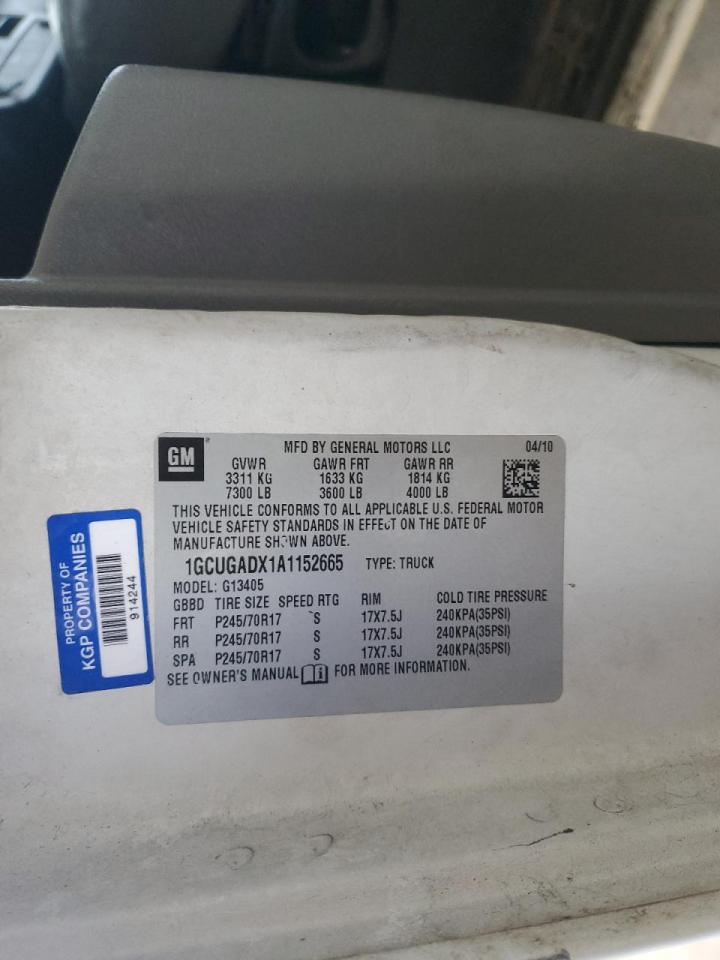 GM
MFD BY GENERAL MOTORS LLC 04/10
GVWR GAWR FRT GAWR RR
3311 KG 1633 KG 1814 KG
7300 LB 3600 LB 4000 LB
THIS VEHICLE CONFORMS TO ALL APPLICABLE U.S. FEDERAL MOTOR
VEHICLE SAFETY STANDARDS IN EFFECT ON THE DATE OF
MANUFACTURE SHOWN ABOVE.
1GCUGADX1A1152665 TYPE: TRUCK
MODEL: G13405
GBBD TIRE SIZE SPEED RTG RIM COLD TIRE PRESSURE
FRT P245/70R17 S 17X7.5J 240KPA(35PSI)
RR P245/70R17 S 17X7.5J 240KPA(35PSI)
SPA P245/70R17 S 17X7.5J 240KPA(35PSI)
SEE OWNER'S MANUAL FOR MORE INFORMATION.
PROPERTY OF
KGP COMPANIES
914244